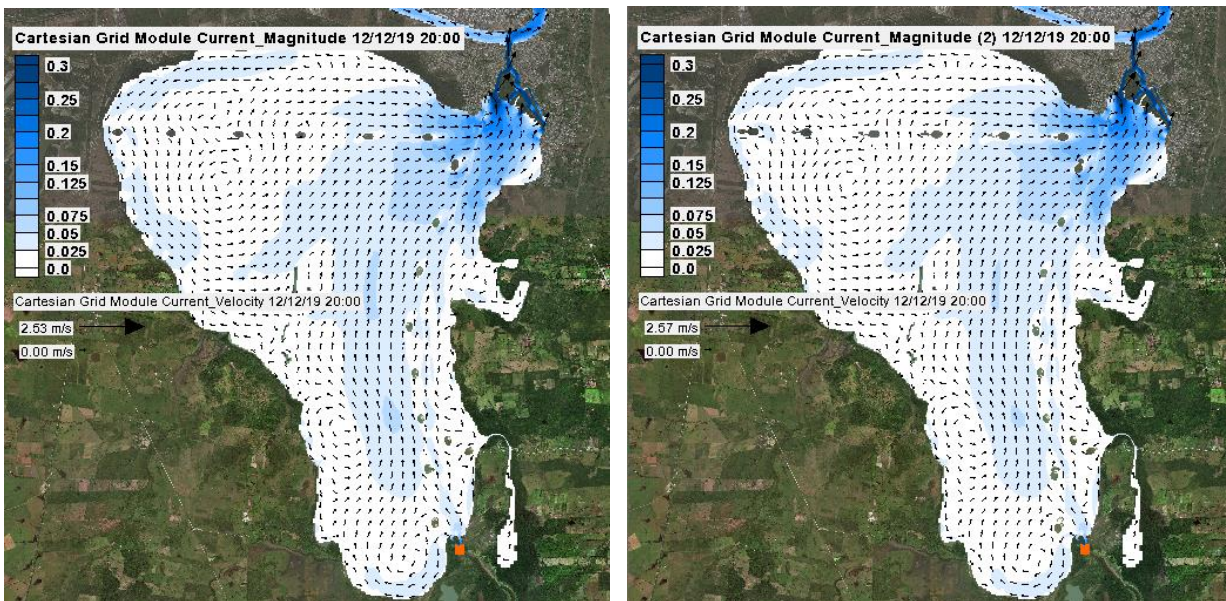 Cartesian Grid Module Current_Magnitude 12/12/19 20:00
0.3
0.25
0.2
0.15
0.125
0.075
0.05
0.025
0.0
Cartesian Grid Module Current_Velocity 12/12/19 20:00
2.53 m/s
0.00 m/s
Cartesian Grid Module Current_Magnitude (2) 12/12/19 20:00
0.3
0.25
0.2
0.15
0.125
0.075
0.05
0.025
0.0
Cartesian Grid Module Current_Velocity 12/12/19 20:00
2.57 m/s
0.00 m/s